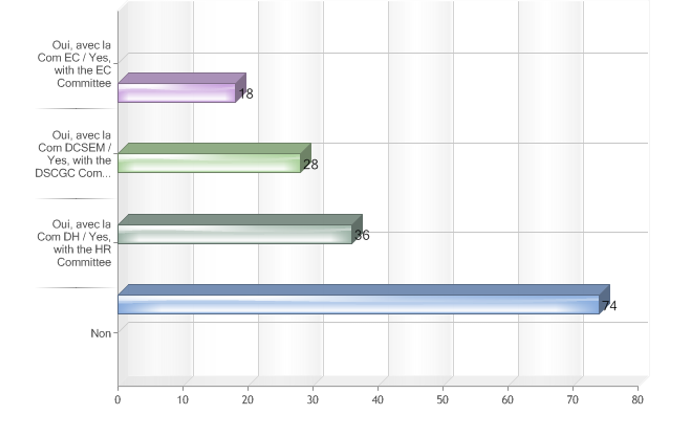 Oui, avec la
Com EC / Yes,
with the EC
Committee
18
Oui, avec la
Com DCSEM /
Yes, with the
DSCGC Com...
28
Oui, avec la
Com DH / Yes,
with the HR
Committee
36
74
Non
0 10 20 30 40 50 60 70 80